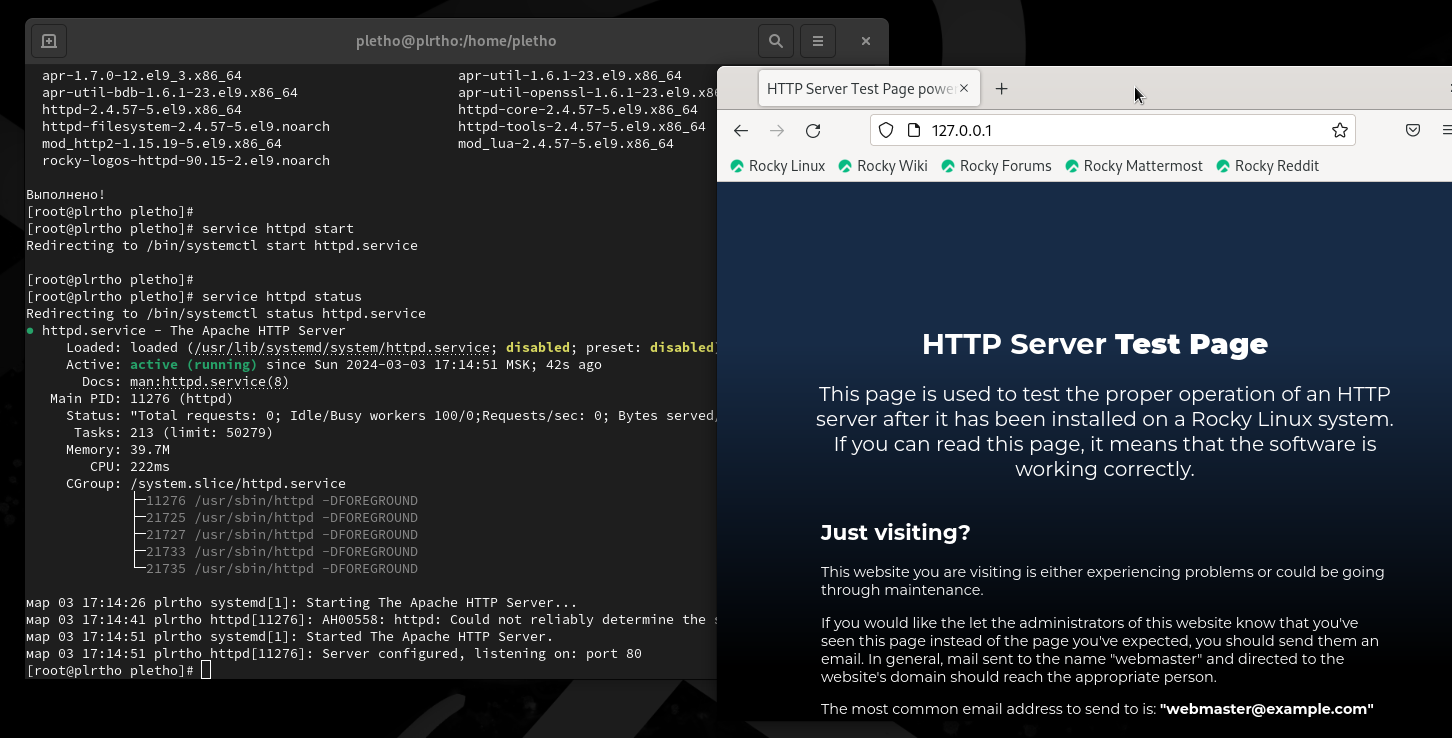 pletho@plrtho:/home/pletho
apr-1.7.0-12.el9_3.x86_64 apr-util-1.6.1-23.el9.x86_64
apr-util-bdb-1.6.1-23.el9.x86_64 apr-util-openssl-1.6.1-23.el9.x86
httpd-2.4.57-5.el9.x86_64 httpd-core-2.4.57-5.el9.x86_64
httpd-filesystem-2.4.57-5.el9.noarch httpd-tools-2.4.57-5.el9.x86_64
mod_http2-1.15.19-5.el9.x86_64 mod_lua-2.4.57-5.el9.x86_64
rocky-logos-httpd-90.15-2.el9.noarch
Выполнено!
[root@plrtho pletho]#
[root@plrtho pletho]# service httpd start
Redirecting to /bin/systemctl start httpd.service
[root@plrtho pletho]#
[root@plrtho pletho]# service httpd status
Redirecting to /bin/systemctl status httpd.service
● httpd.service - The Apache HTTP Server
Loaded: loaded (/usr/lib/systemd/system/httpd.service; disabled; preset: disabled)
Active: active (running) since Sun 2024-03-03 17:14:51 MSK; 42s ago
Docs: man:httpd.service(8)
Main PID: 11276 (httpd)
Status: "Total requests: 0; Idle/Busy workers 100/0;Requests/sec: 0; Bytes served/
Tasks: 213 (limit: 50279)
Memory: 39.7M
CPU: 222ms
CGroup: /system.slice/httpd.service
├─11276 /usr/sbin/httpd -DFOREGROUND
├─21725 /usr/sbin/httpd -DFOREGROUND
├─21727 /usr/sbin/httpd -DFOREGROUND
├─21733 /usr/sbin/httpd -DFOREGROUND
└─21735 /usr/sbin/httpd -DFOREGROUND
мар 03 17:14:26 plrtho systemd[1]: Starting The Apache HTTP Server...
мар 03 17:14:41 plrtho httpd[11276]: AH00558: httpd: Could not reliably determine the
мар 03 17:14:51 plrtho systemd[1]: Started The Apache HTTP Server.
мар 03 17:14:51 plrtho httpd[11276]: Server configured, listening on: port 80
[root@plrtho pletho]#
HTTP Server Test Page powe
127.0.0.1
Rocky Linux Rocky Wiki Rocky Forums Rocky Mattermost Rocky Reddit
HTTP Server Test Page
This page is used to test the proper operation of an HTTP
server after it has been installed on a Rocky Linux system.
If you can read this page, it means that the software is
working correctly.
Just visiting?
This website you are visiting is either experiencing problems or could be going
through maintenance.
If you would like the let the administrators of this website know that you've
seen this page instead of the page you've expected, you should send them an
email. In general, mail sent to the name "webmaster" and directed to the
website's domain should reach the appropriate person.
The most common email address to send to is: "webmaster@example.com"